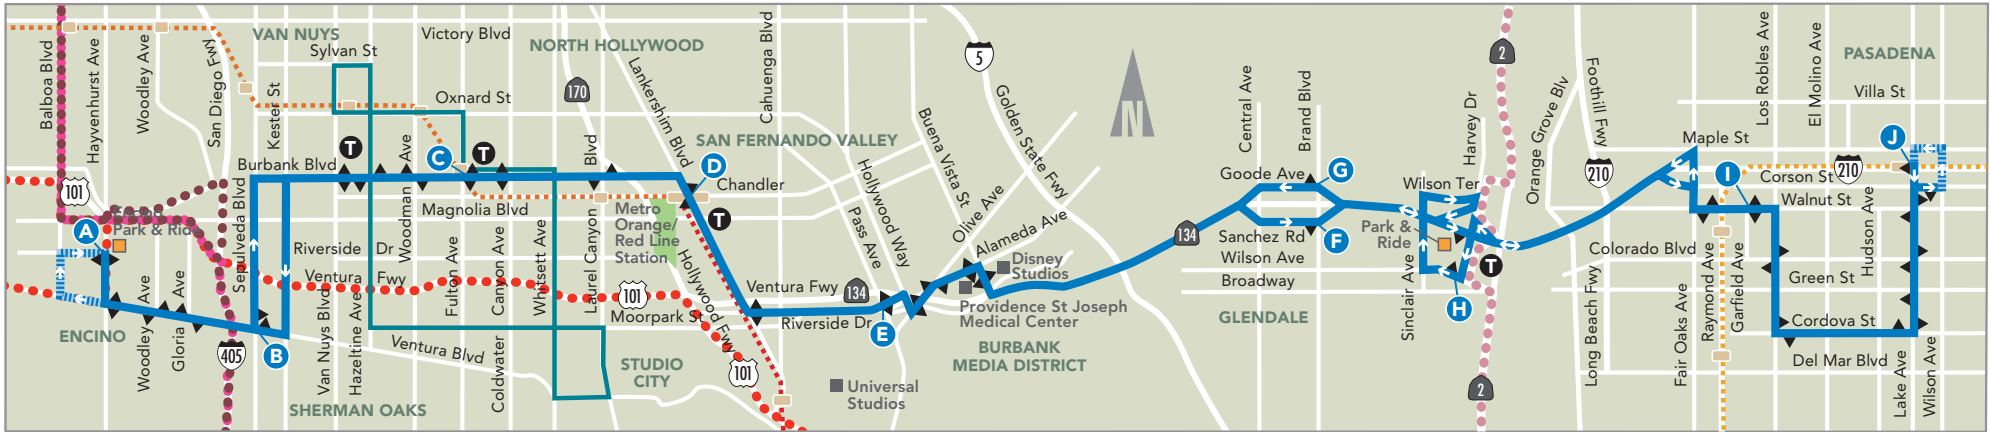 Balboa Blvd
Hayvenhurst Ave
Woodley Ave
San Diego Fwy
VAN NUYS
Sylvan St
Victory Blvd
NORTH HOLLYWOOD
Lankershim Blvd
Cahuenga Blvd
5
Golden State Fwy
N
Central Ave
Brand Blvd
Harvey Dr
2
Orange Grove Blv
Foothill Fwy
Los Robles Ave
El Molino Ave
PASADENA
Villa St
Kester St
Oxnard St
170
SAN FERNANDO VALLEY
Buena Vista St
Maple St
J
T
C
T
Burbank Blvd
Ave
Blvd
D
Chandler
Hollywood Way
Goode Ave
G
210
I
210
Corson St
Walnut St
101
Encino
Park & Ride
A
Sepulveda Blvd
Woodman
Magnolia Blvd
Metro
Orange/
Red Line
Station
T
Pass Ave
Olive Ave
Alameda Ave
134
Sanchez Rd
F
Wilson Ter
Park &
Ride
Wilson Ave
Broadway
T
Colorado Blvd
Green St
Hudson Ave
Riverside Dr
Ventura Fwy
Fulton Ave
Canyon Ave
Whitsett Ave
Laurel Canyon
Hollywood Fwy
101
Moorpark St
Ventura Fwy
134
Riverside Dr
E
Disney
Studios
Providence St Joseph
Medical Center
GLENDALE
Sinclair Ave
H
Long Beach Fwy
Fair Oaks Ave
Raymond Ave
Garfield Ave
Cordova St
Del Mar Blvd
Lake Ave
Wilson Ave
ENCINO
Woodley Ave
Gloria Ave
405
B
Van Nuys Blvd
Hazeltine Ave
Ventura Blvd
Coldwater
SHERMAN OAKS
STUDIO
CITY
101
Universal
Studios
BURBANK
MEDIA DISTRICT
2